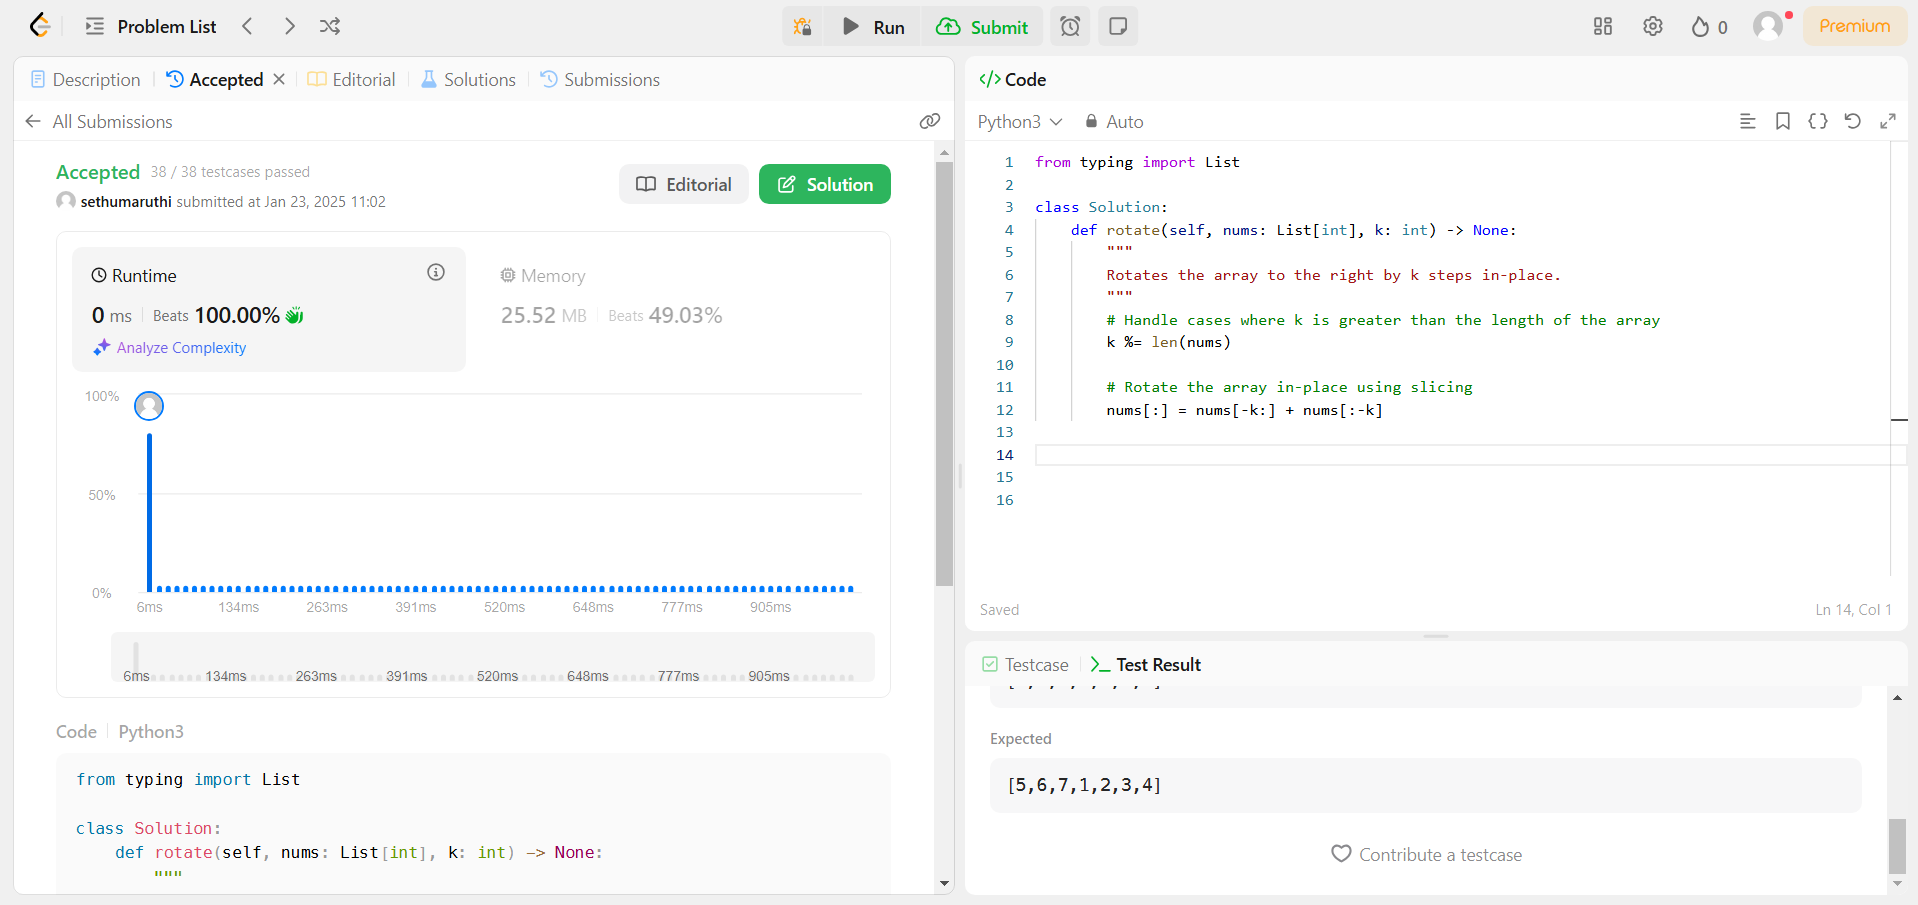 Problem List
Run
Submit
0
Premium
Description
Accepted
Editorial
Solutions
Submissions
All Submissions
Accepted 38 / 38 testcases passed
sethumaruthi submitted at Jan 23, 2025 11:02
Editorial
Solution
Runtime
0 ms Beats 100.00%
Analyze Complexity
Memory
25.52 MB Beats 49.03%
100%
50%
0%
6ms 134ms 263ms 391ms 520ms 648ms 777ms 905ms
6ms 134ms 263ms 391ms 520ms 648ms 777ms 905ms
Code Python3
from typing import List
class Solution:
def rotate(self, nums: List[int], k: int) -> None:
"""
</> Code
Python3 Auto
1 from typing import List
2
3 class Solution:
4 def rotate(self, nums: List[int], k: int) -> None:
5 """
6 Rotates the array to the right by k steps in-place.
7 """
8 # Handle cases where k is greater than the length of the array
9 k %= len(nums)
10
11 # Rotate the array in-place using slicing
12 nums[:] = nums[-k:] + nums[:-k]
13
14
15
16
Saved
Ln 14, Col 1
Testcase
Test Result
Expected
[5,6,7,1,2,3,4]
Contribute a testcase